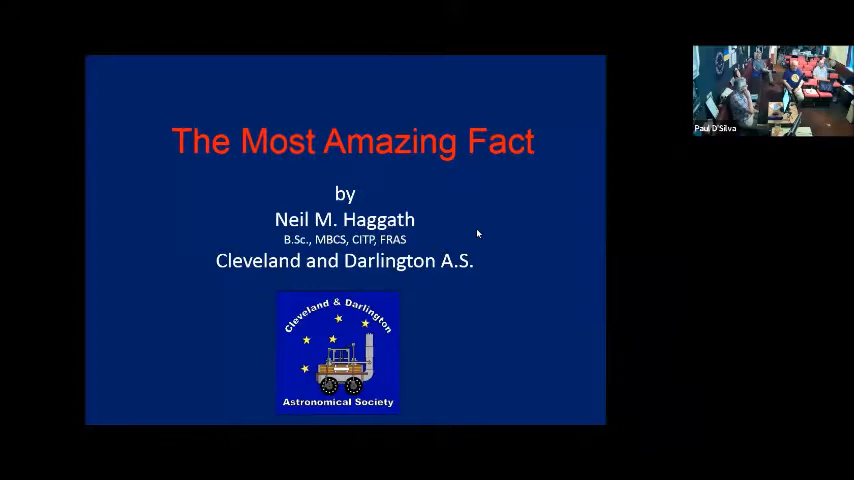 The Most Amazing Fact
by
Neil M. Haggath
B.Sc., MBCS, CITP, FRAS
Cleveland and Darlington A.S.
Cleveland & Darlington
Astronomical Society
Paul D'Silva